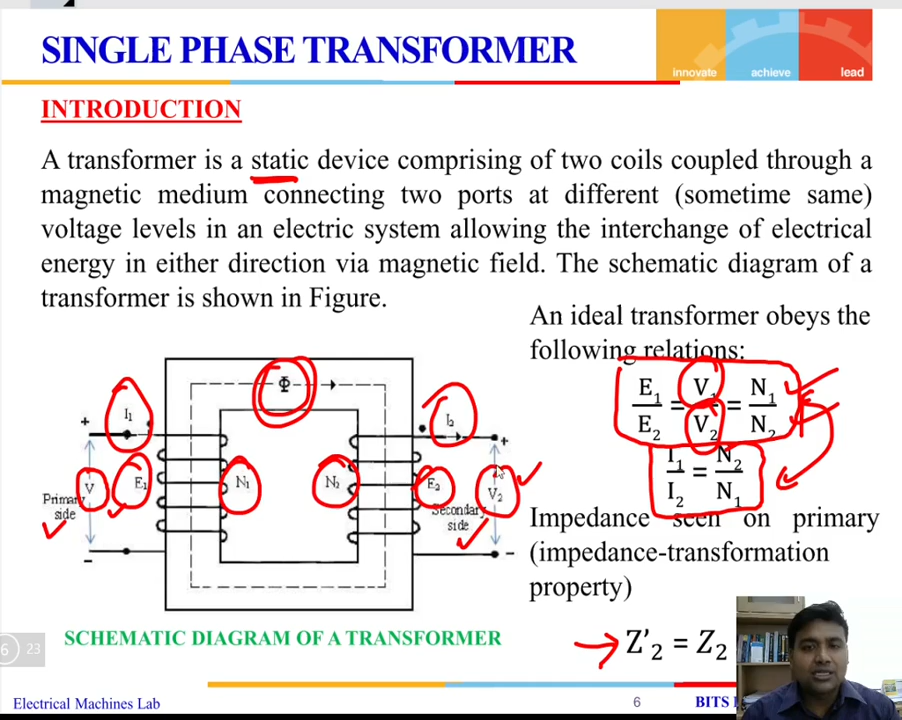 SINGLE PHASE TRANSFORMER
innovate achieve lead
INTRODUCTION
A transformer is a static device comprising of two coils coupled through a
magnetic medium connecting two ports at different (sometime same)
voltage levels in an electric system allowing the interchange of electrical
energy in either direction via magnetic field. The schematic diagram of a
transformer is shown in Figure.
An ideal transformer obeys the
following relations:
E₁/E₂ = V₁/V₂ = N₁/N₂
I₁/I₂ = N₂/N₁
Impedance seen on primary
(impedance-transformation
property)
Z'₂ = Z₂
Φ
+ I₁
I₂ +
V E₁ N₁ N₂ E₂ V₂
Primary
side
Secondary
side
−
-
SCHEMATIC DIAGRAM OF A TRANSFORMER
6 23
Electrical Machines Lab
6
BITS